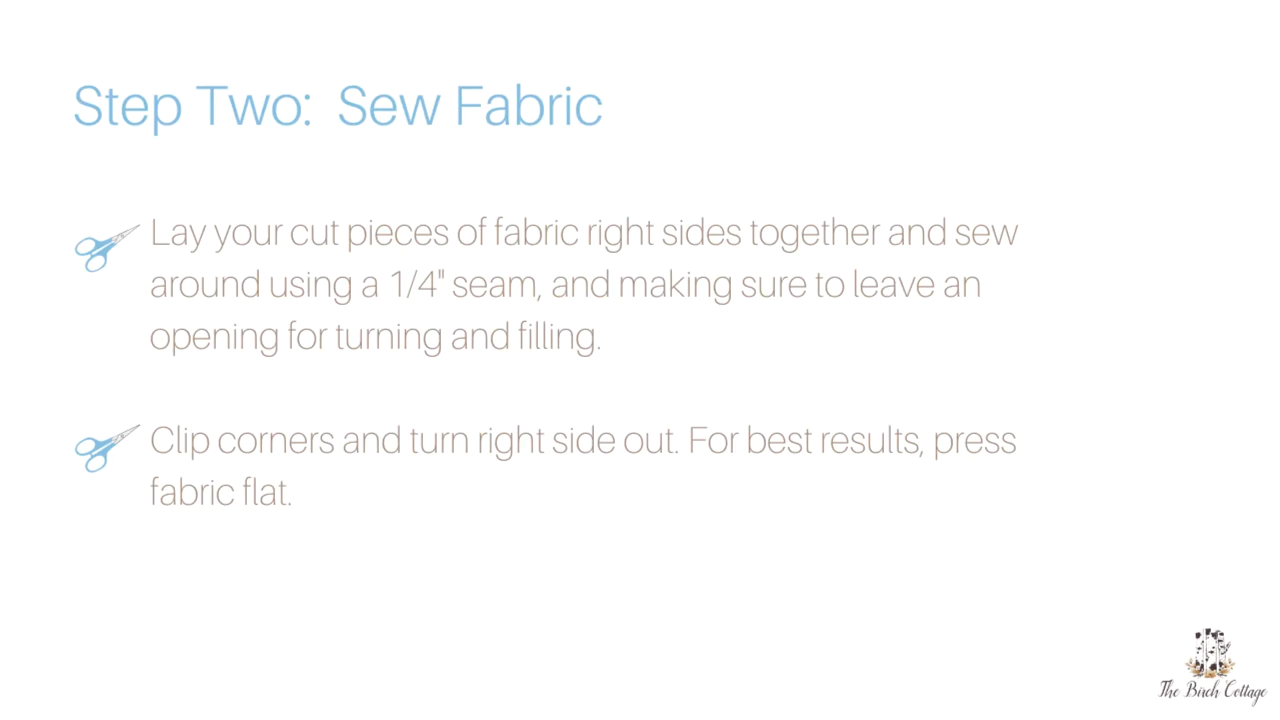 Step Two:  Sew Fabric
Lay your cut pieces of fabric right sides together and sew
around using a 1/4" seam, and making sure to leave an
opening for turning and filling.
Clip corners and turn right side out. For best results, press
fabric flat.
The Birch Cottage